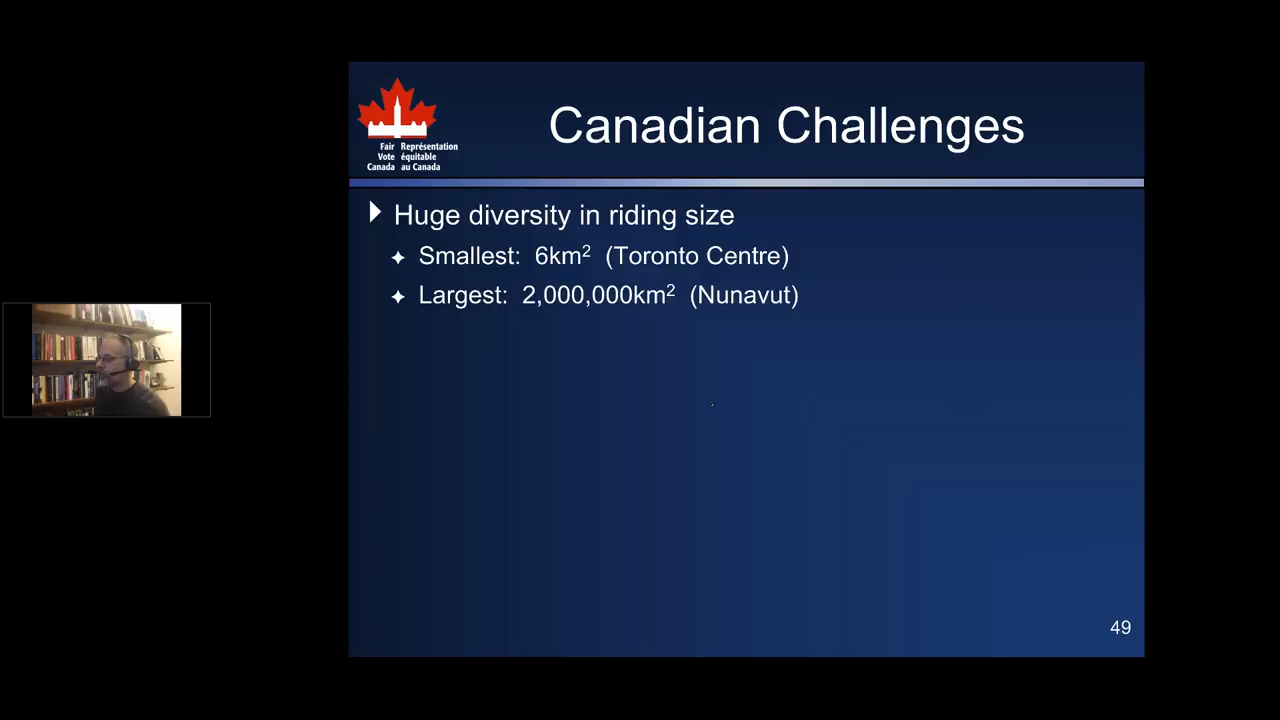 Canadian Challenges
Fair Représentation
Vote équitable
Canada au Canada
Huge diversity in riding size
Smallest: 6km² (Toronto Centre)
Largest: 2,000,000km² (Nunavut)
49